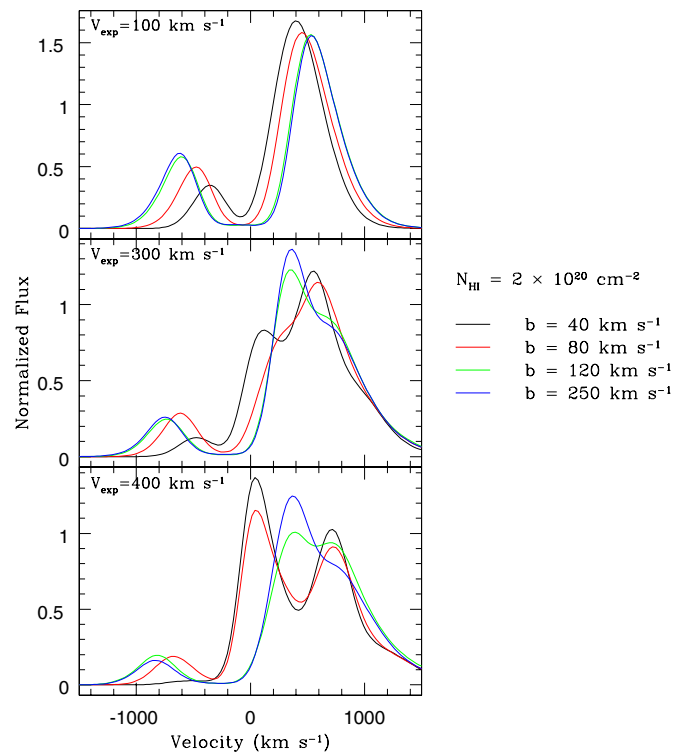 V_exp=100 km s⁻¹
1.5
1
0.5
0
V_exp=300 km s⁻¹
1
0.5
0
V_exp=400 km s⁻¹
1
0.5
0
-1000
0
1000
Velocity (km s⁻¹)
Normalized Flux
N_HI = 2 × 10²⁰ cm⁻²
b = 40 km s⁻¹
b = 80 km s⁻¹
b = 120 km s⁻¹
b = 250 km s⁻¹